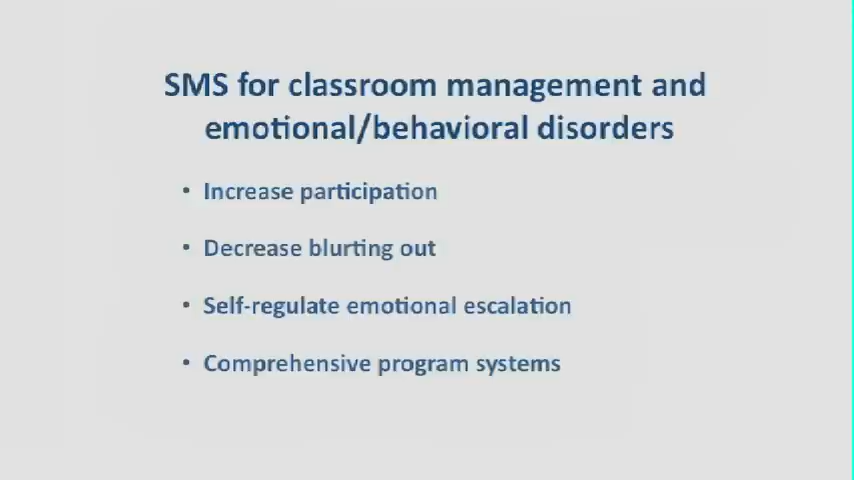 SMS for classroom management and
emotional/behavioral disorders
• Increase participation
• Decrease blurting out
• Self-regulate emotional escalation
• Comprehensive program systems